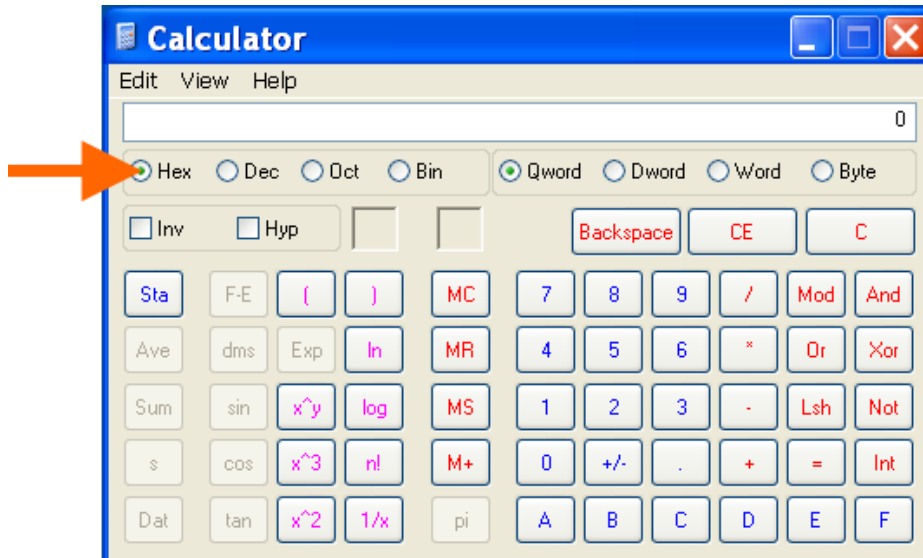 Calculator
Edit View Help
0
Hex Dec Oct Bin Qword Dword Word Byte
Inv Hyp Backspace CE C
Sta F-E ( ) MC 7 8 9 / Mod And
Ave dms Exp ln MR 4 5 6 * Or Xor
Sum sin x^y log MS 1 2 3 - Lsh Not
s cos x^3 n! M+ 0 +/- . + = Int
Dat tan x^2 1/x pi A B C D E F